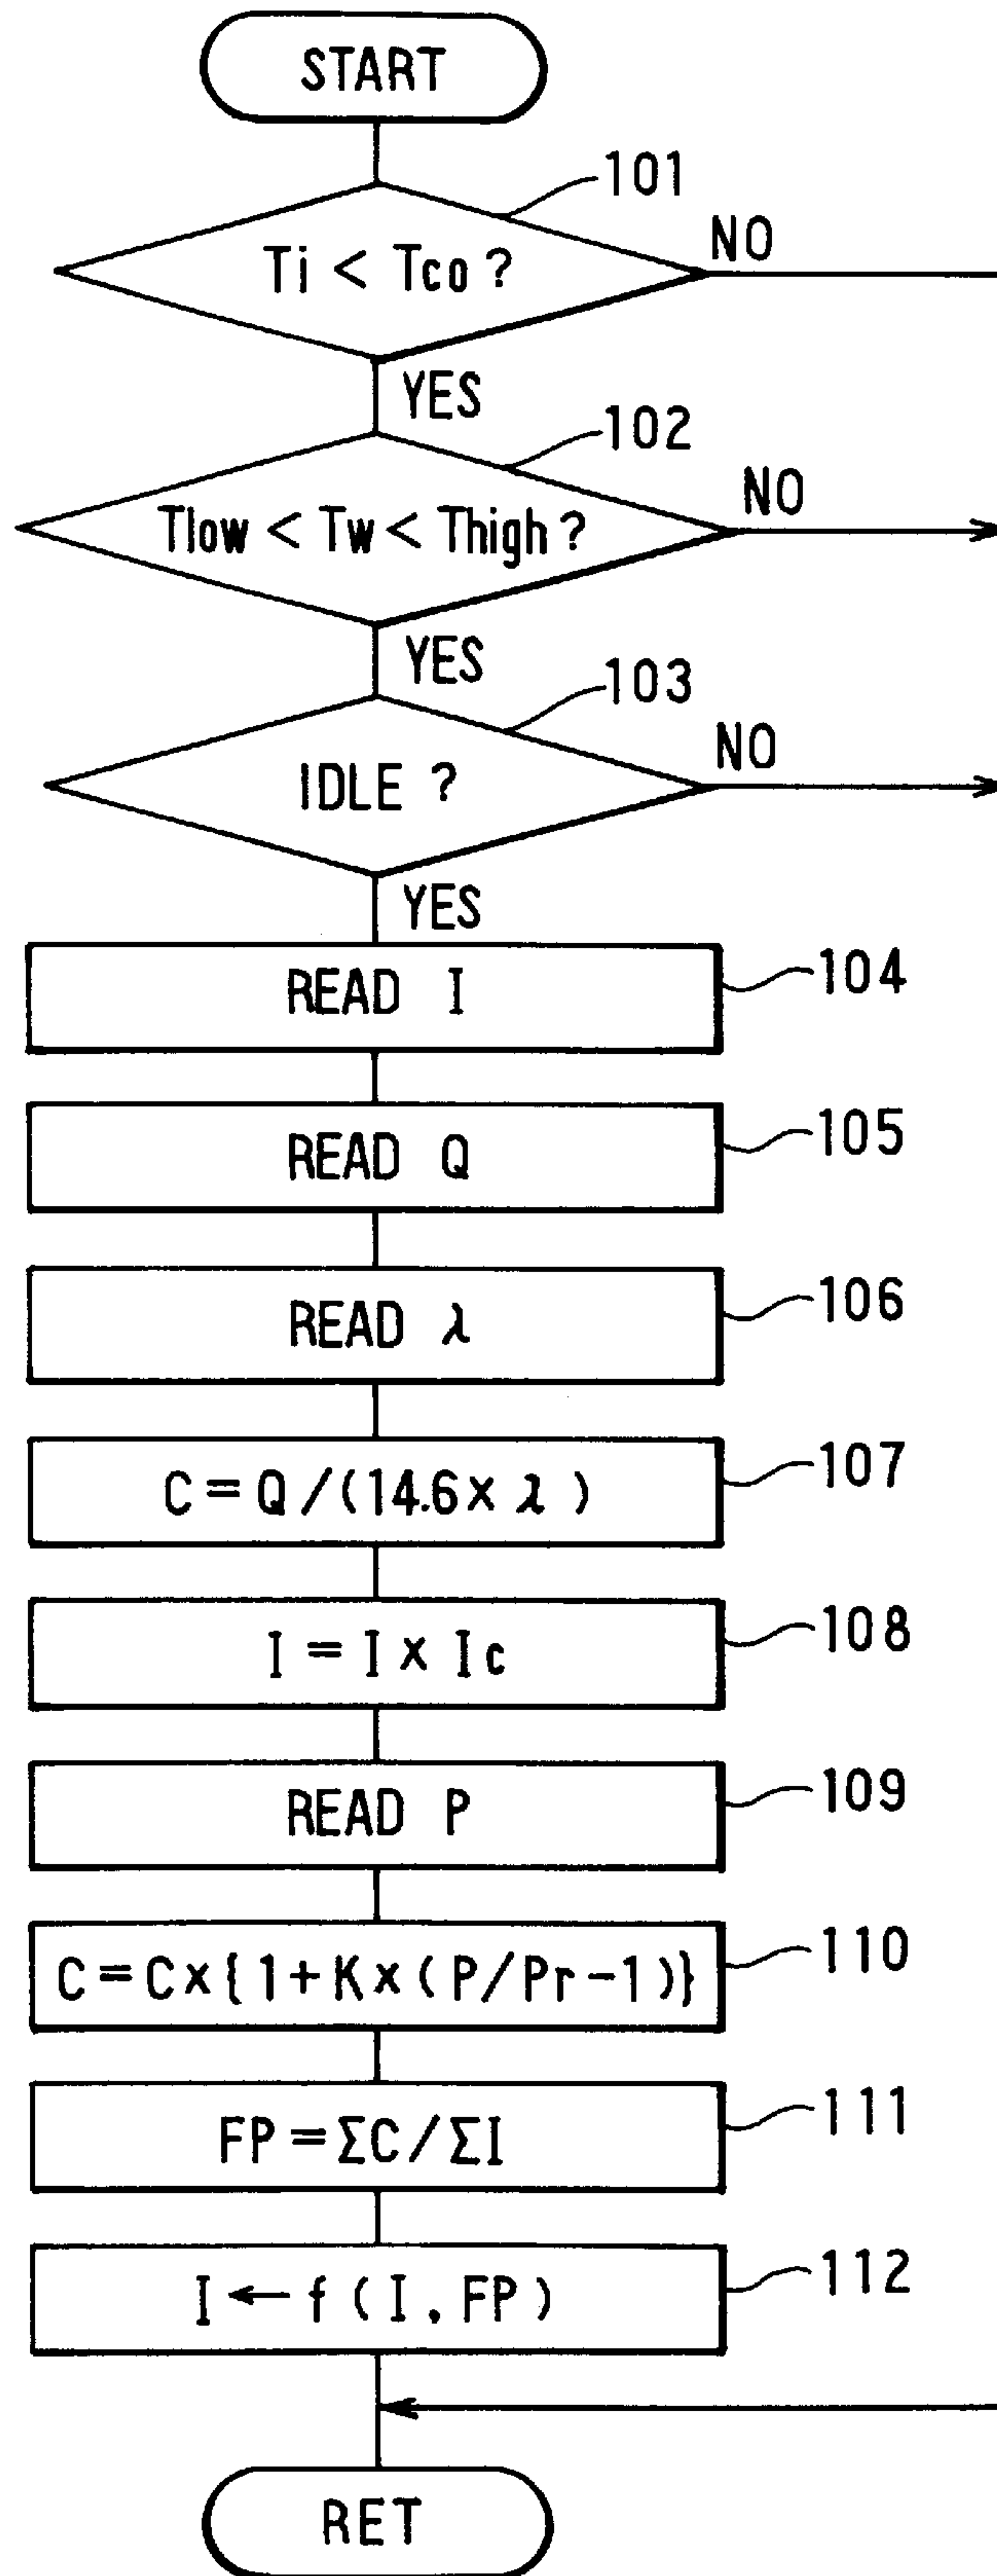 START
101
Ti < Tco ?
NO
YES
102
Tlow < Tw < Thigh ?
NO
YES
103
IDLE ?
NO
YES
READ I
104
READ Q
105
READ λ
106
C = Q / (14.6 × λ )
107
I = I × Ic
108
READ P
109
C = C × { 1 + K × ( P / Pr − 1 ) }
110
FP = ΣC / ΣI
111
I ← f ( I , FP )
112
RET